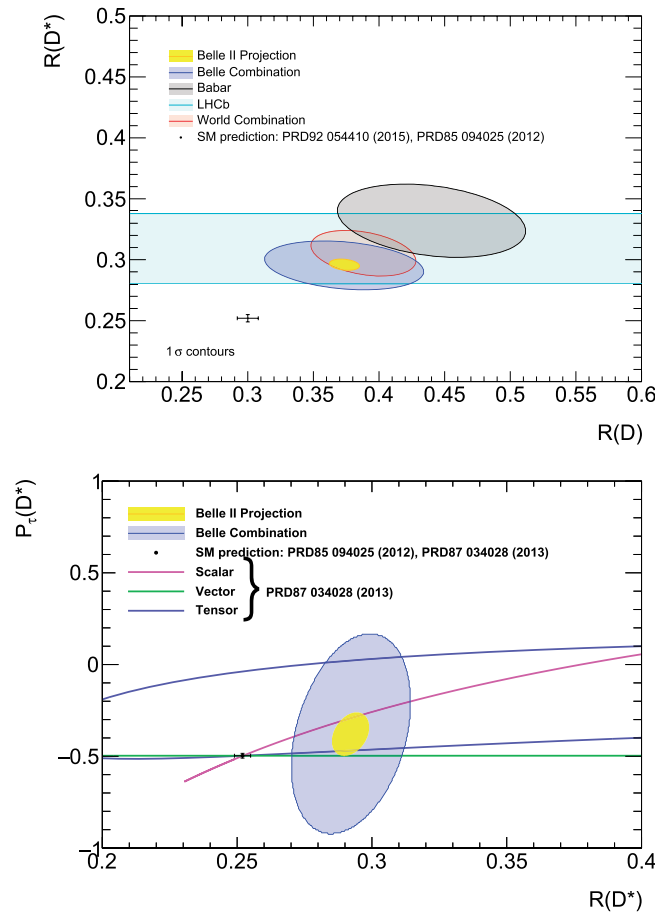 R(D*)
0.5
0.45
0.4
0.35
0.3
0.25
0.2
Belle II Projection
Belle Combination
Babar
LHCb
World Combination
SM prediction: PRD92 054410 (2015), PRD85 094025 (2012)
1 σ contours
0.25 0.3 0.35 0.4 0.45 0.5 0.55 0.6
R(D)
Pτ(D*)
1
0.5
0
−0.5
−1
Belle II Projection
Belle Combination
SM prediction: PRD85 094025 (2012), PRD87 034028 (2013)
Scalar
Vector } PRD87 034028 (2013)
Tensor
0.2 0.25 0.3 0.35 0.4
R(D*)